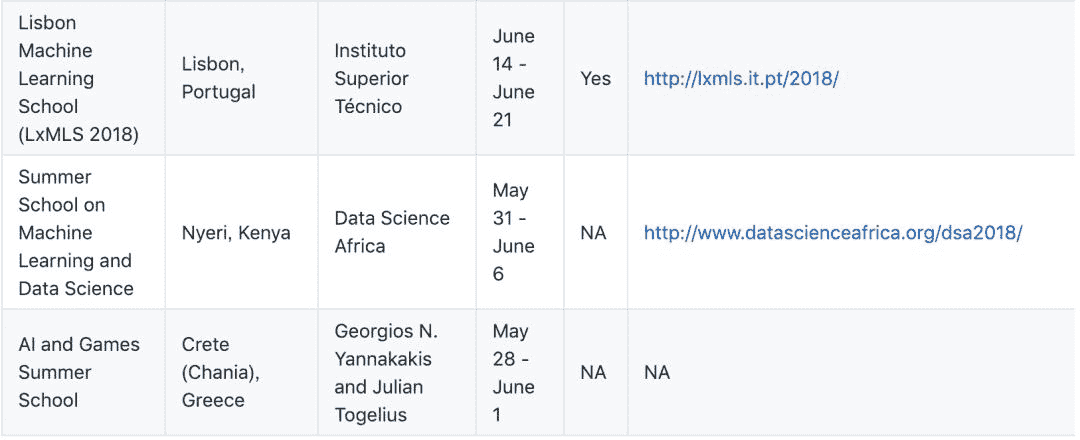 Lisbon
Machine
Learning
School
(LxMLS 2018)
Lisbon,
Portugal
Instituto
Superior
Técnico
June
14 -
June
21
Yes
http://lxmls.it.pt/2018/
Summer
School on
Machine
Learning and
Data Science
Nyeri, Kenya
Data Science
Africa
May
31 -
June
6
NA
http://www.datascienceafrica.org/dsa2018/
AI and Games
Summer
School
Crete
(Chania),
Greece
Georgios N.
Yannakakis
and Julian
Togelius
May
28 -
June
1
NA
NA